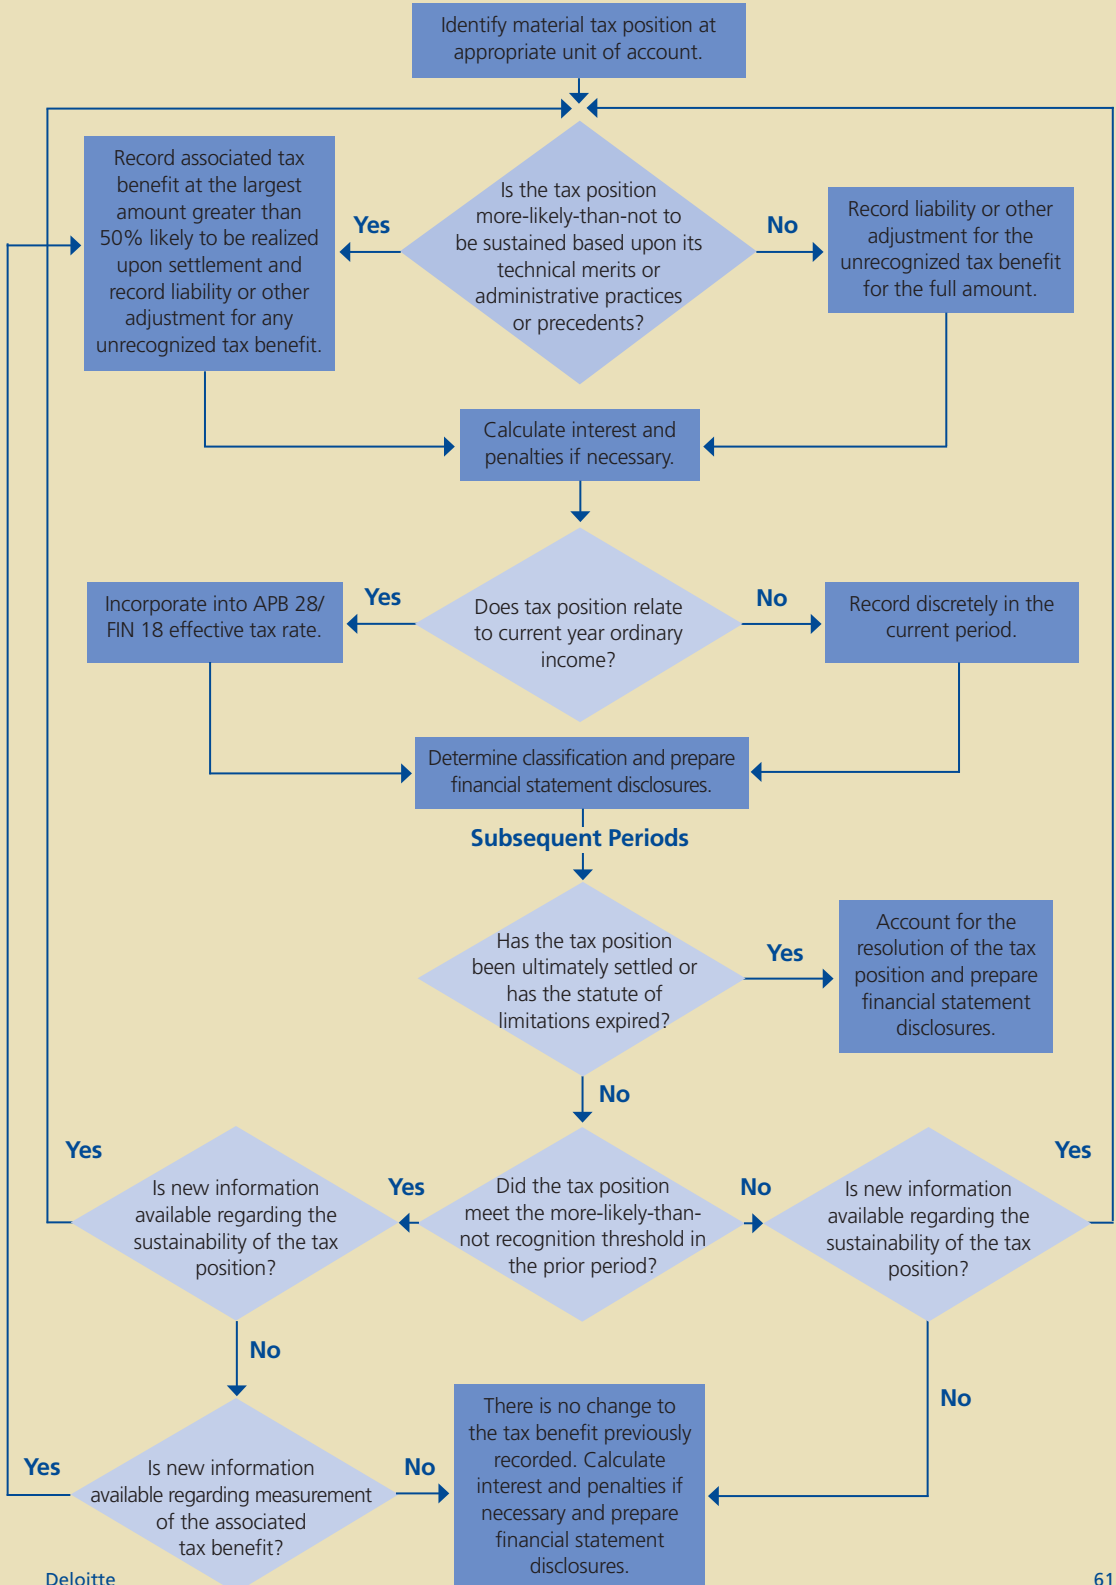 Identify material tax position at
appropriate unit of account.
Record associated tax
benefit at the largest
amount greater than
50% likely to be realized
upon settlement and
record liability or other
adjustment for any
unrecognized tax benefit.
Yes
Is the tax position
more-likely-than-not to
be sustained based upon its
technical merits or
administrative practices
or precedents?
No
Record liability or other
adjustment for the
unrecognized tax benefit
for the full amount.
Calculate interest and
penalties if necessary.
Incorporate into APB 28/
FIN 18 effective tax rate.
Yes
Does tax position relate
to current year ordinary
income?
No
Record discretely in the
current period.
Determine classification and prepare
financial statement disclosures.
Subsequent Periods
Has the tax position
been ultimately settled or
has the statute of
limitations expired?
Yes
Account for the
resolution of the tax
position and prepare
financial statement
disclosures.
No
Yes
Is new information
available regarding the
sustainability of the tax
position?
Yes
Did the tax position
meet the more-likely-than-
not recognition threshold in
the prior period?
No
Is new information
available regarding the
sustainability of the tax
position?
Yes
No
No
Yes
Is new information
available regarding measurement
of the associated
tax benefit?
No
There is no change to
the tax benefit previously
recorded. Calculate
interest and penalties if
necessary and prepare
financial statement
disclosures.
Deloitte
61